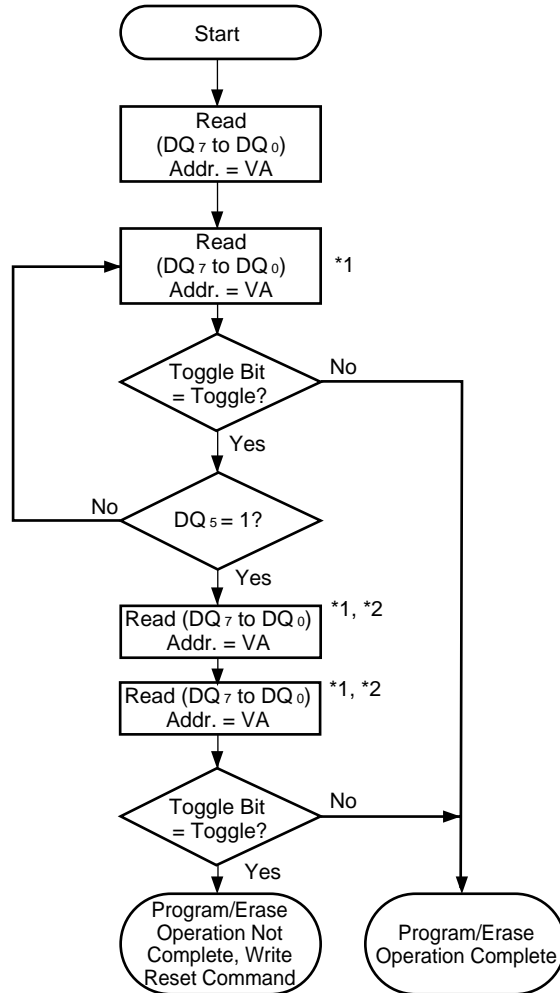 Start
Read
(DQ7 to DQ0)
Addr. = VA
Read
(DQ7 to DQ0)
Addr. = VA
*1
Toggle Bit
= Toggle?
No
Yes
No
DQ5 = 1?
Yes
Read (DQ7 to DQ0)
Addr. = VA
*1, *2
Read (DQ7 to DQ0)
Addr. = VA
*1, *2
Toggle Bit
= Toggle?
No
Yes
Program/Erase
Operation Not
Complete, Write
Reset Command
Program/Erase
Operation Complete